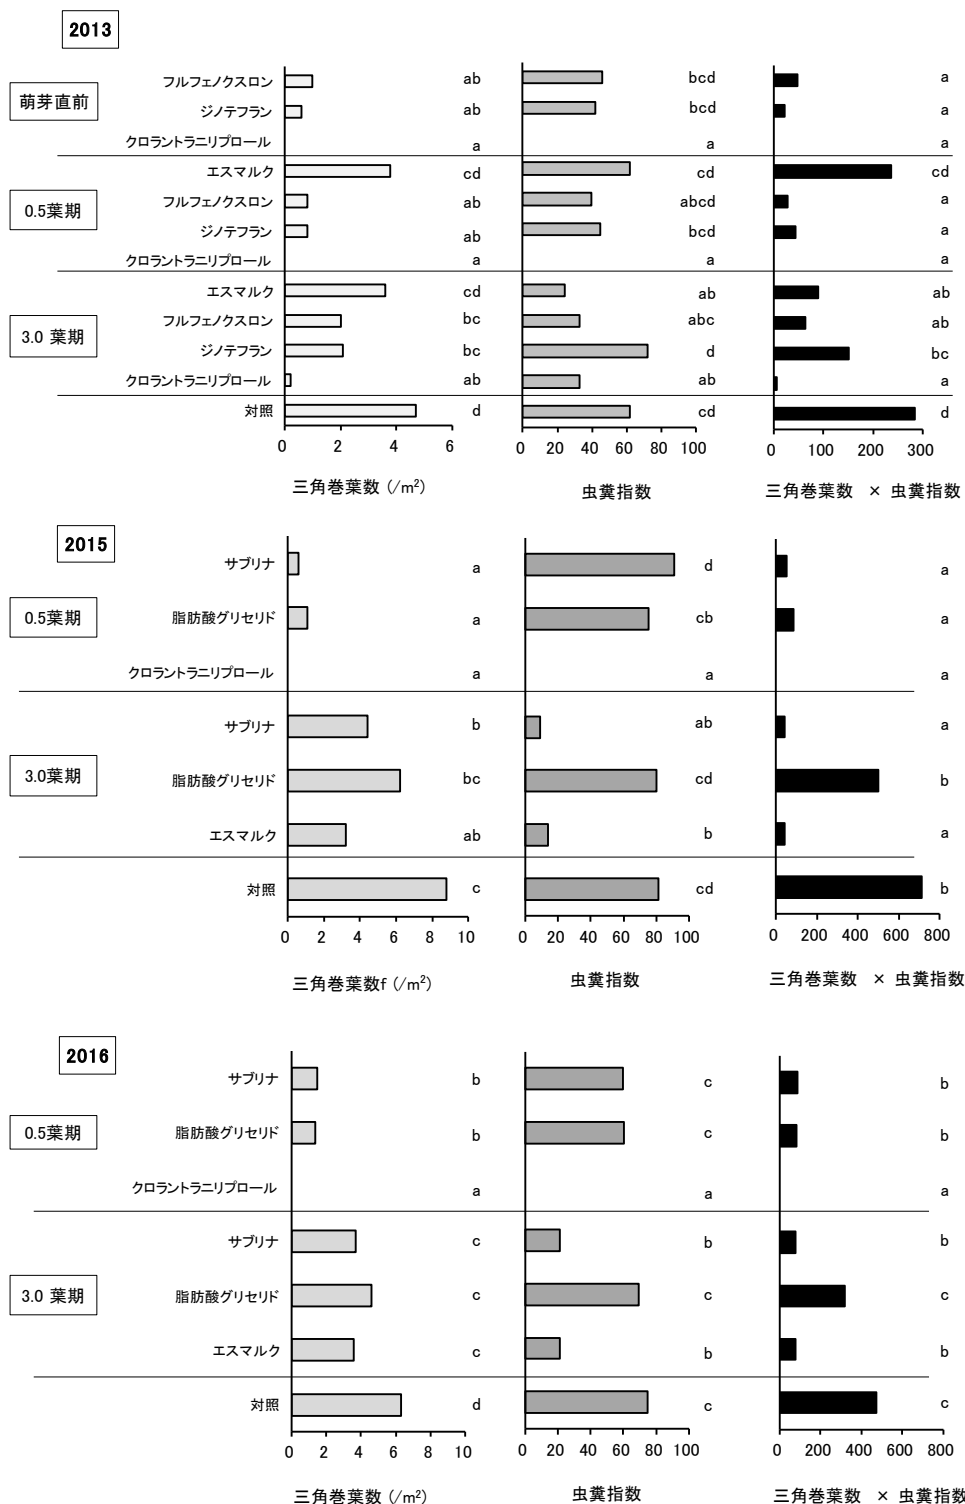 2013
萌芽直前
フルフェノクスロン ab bcd a
ジノテフラン ab bcd a
クロラントラニリプロール a a a
0.5葉期
エスマルク cd cd cd
フルフェノクスロン ab abcd a
ジノテフラン ab bcd a
クロラントラニリプロール a a a
3.0 葉期
エスマルク cd ab ab
フルフェノクスロン bc abc ab
ジノテフラン bc d bc
クロラントラニリプロール ab ab a
対照 d cd d
0 2 4 6 0 20 40 60 80 100 0 100 200 300
三角巻葉数 (/m²) 虫糞指数 三角巻葉数 × 虫糞指数
2015
0.5葉期
サブリナ a d a
脂肪酸グリセリド a cb a
クロラントラニリプロール a a a
3.0葉期
サブリナ b ab a
脂肪酸グリセリド bc cd b
エスマルク ab b a
対照 c cd b
0 2 4 6 8 10 0 20 40 60 80 100 0 200 400 600 800
三角巻葉数f (/m²) 虫糞指数 三角巻葉数 × 虫糞指数
2016
0.5葉期
サブリナ b c b
脂肪酸グリセリド b c b
クロラントラニリプロール a a a
3.0 葉期
サブリナ c b b
脂肪酸グリセリド c c c
エスマルク c b b
対照 d c c
0 2 4 6 8 10 0 20 40 60 80 100 0 200 400 600 800
三角巻葉数 (/m²) 虫糞指数 三角巻葉数 × 虫糞指数